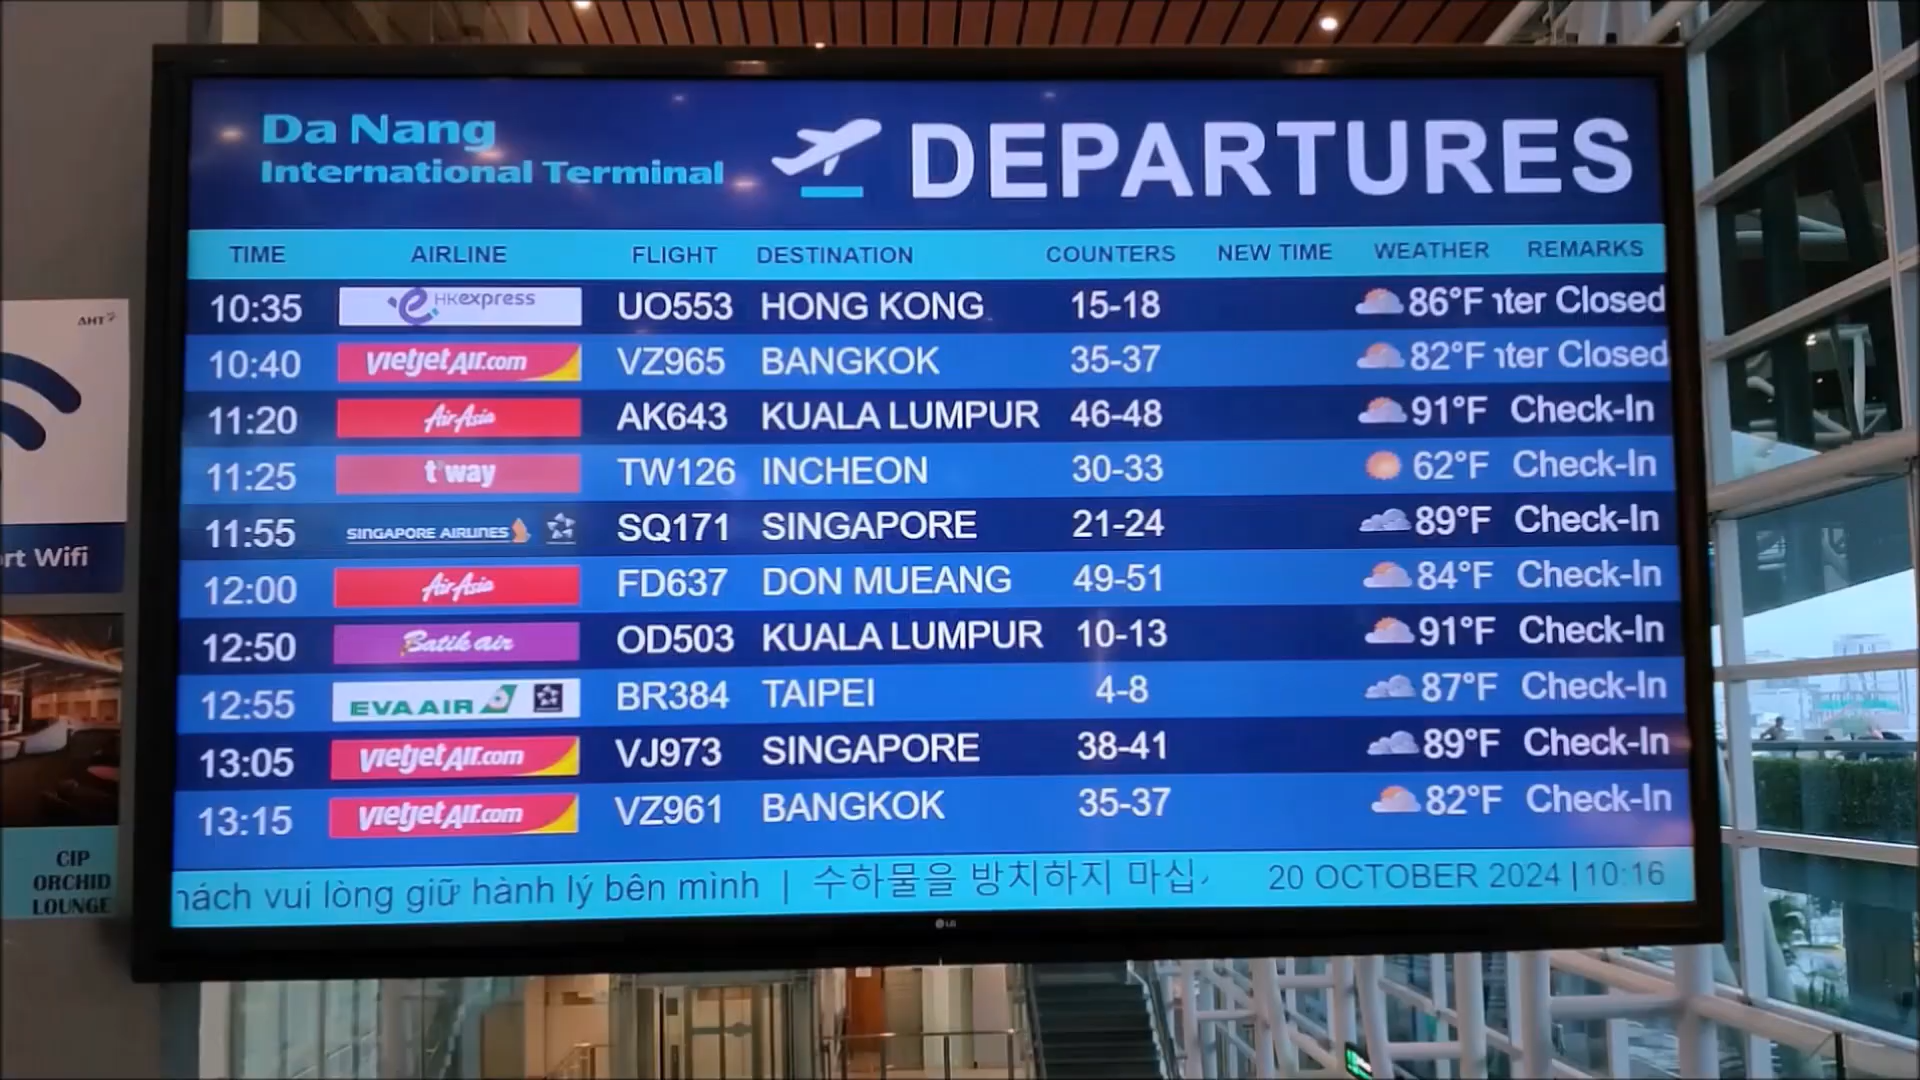 Da Nang
International Terminal
DEPARTURES
TIME AIRLINE FLIGHT DESTINATION COUNTERS NEW TIME WEATHER REMARKS
10:35 HKexpress UO553 HONG KONG 15-18 86°F nter Closed
10:40 vietjetAir.com VZ965 BANGKOK 35-37 82°F nter Closed
11:20 AirAsia AK643 KUALA LUMPUR 46-48 91°F Check-In
11:25 t'way TW126 INCHEON 30-33 62°F Check-In
11:55 SINGAPORE AIRLINES SQ171 SINGAPORE 21-24 89°F Check-In
12:00 AirAsia FD637 DON MUEANG 49-51 84°F Check-In
12:50 Batik air OD503 KUALA LUMPUR 10-13 91°F Check-In
12:55 EVA AIR BR384 TAIPEI 4-8 87°F Check-In
13:05 vietjetAir.com VJ973 SINGAPORE 38-41 89°F Check-In
13:15 vietjetAir.com VZ961 BANGKOK 35-37 82°F Check-In
hách vui lòng giữ hành lý bên mình | 수하물을 방치하지 마십 20 OCTOBER 2024 | 10:16
LG
AHT
rt Wifi
CIP
ORCHID
LOUNGE